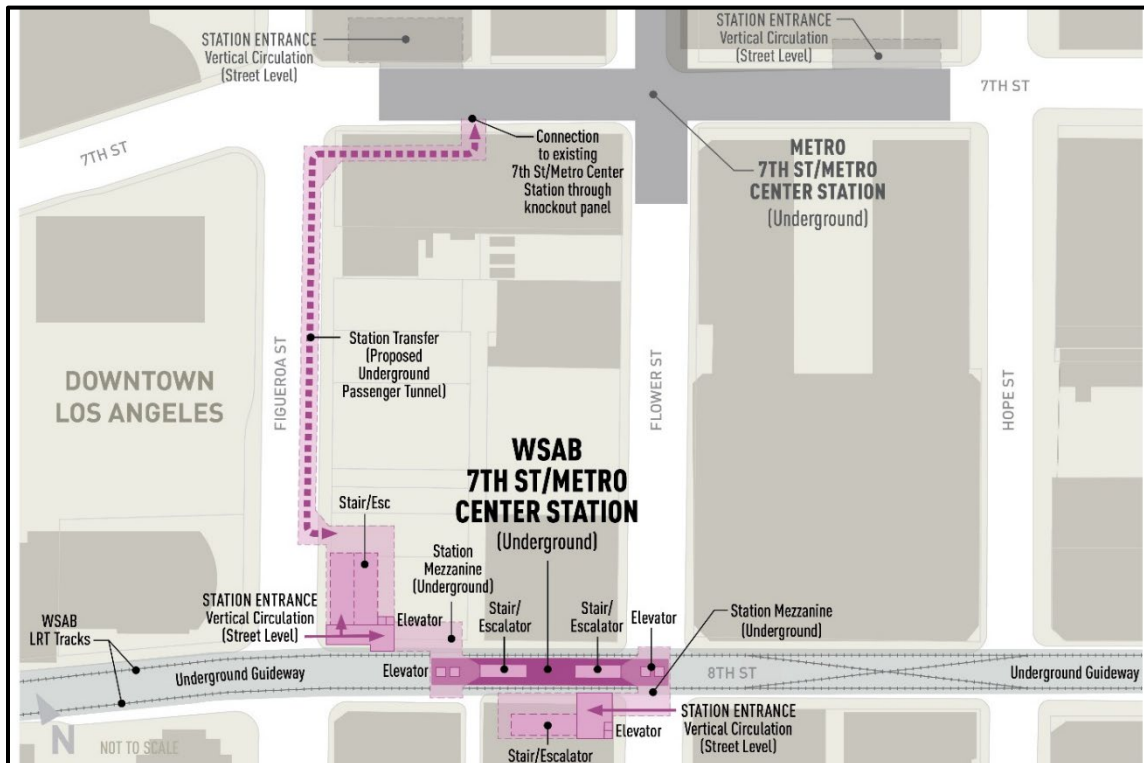 STATION ENTRANCE
Vertical Circulation
(Street Level)
STATION ENTRANCE
Vertical Circulation
(Street Level)
7TH ST
7TH ST
Connection
to existing
7th St/Metro Center
Station through
knockout panel
METRO
7TH ST/METRO
CENTER STATION
(Underground)
Station Transfer
(Proposed
Underground
Passenger Tunnel)
DOWNTOWN
LOS ANGELES
FIGUEROA ST
FLOWER ST
HOPE ST
WSAB
7TH ST/METRO
CENTER STATION
(Underground)
Stair/Esc
Station
Mezzanine
(Underground)
STATION ENTRANCE
Vertical Circulation
(Street Level)
Elevator
Stair/
Escalator
Stair/
Escalator
Elevator
Station Mezzanine
(Underground)
WSAB
LRT Tracks
Underground Guideway
Elevator
8TH ST
Underground Guideway
STATION ENTRANCE
Vertical Circulation
(Street Level)
Elevator
Stair/Escalator
N
NOT TO SCALE